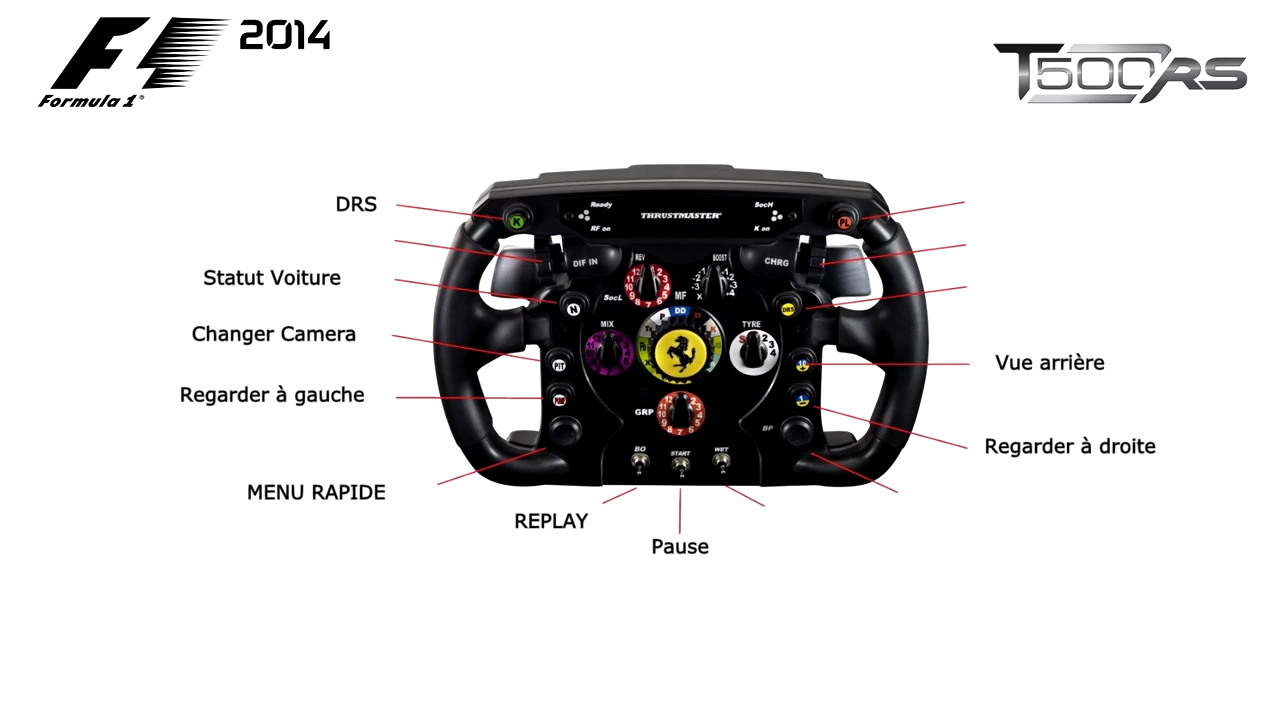 F1 2014
Formula 1®
T500RS
DRS
Statut Voiture
Changer Camera
Regarder à gauche
MENU RAPIDE
REPLAY
Pause
Vue arrière
Regarder à droite
K
Ready
RF on
THRUSTMASTER®
SocH
K on
PL
DIF IN
REV
BOOST
CHRG
SocL
MF
N
DRS
P
DD
MIX
TYRE
PIT
10
GRP
BP
BO
START
WET